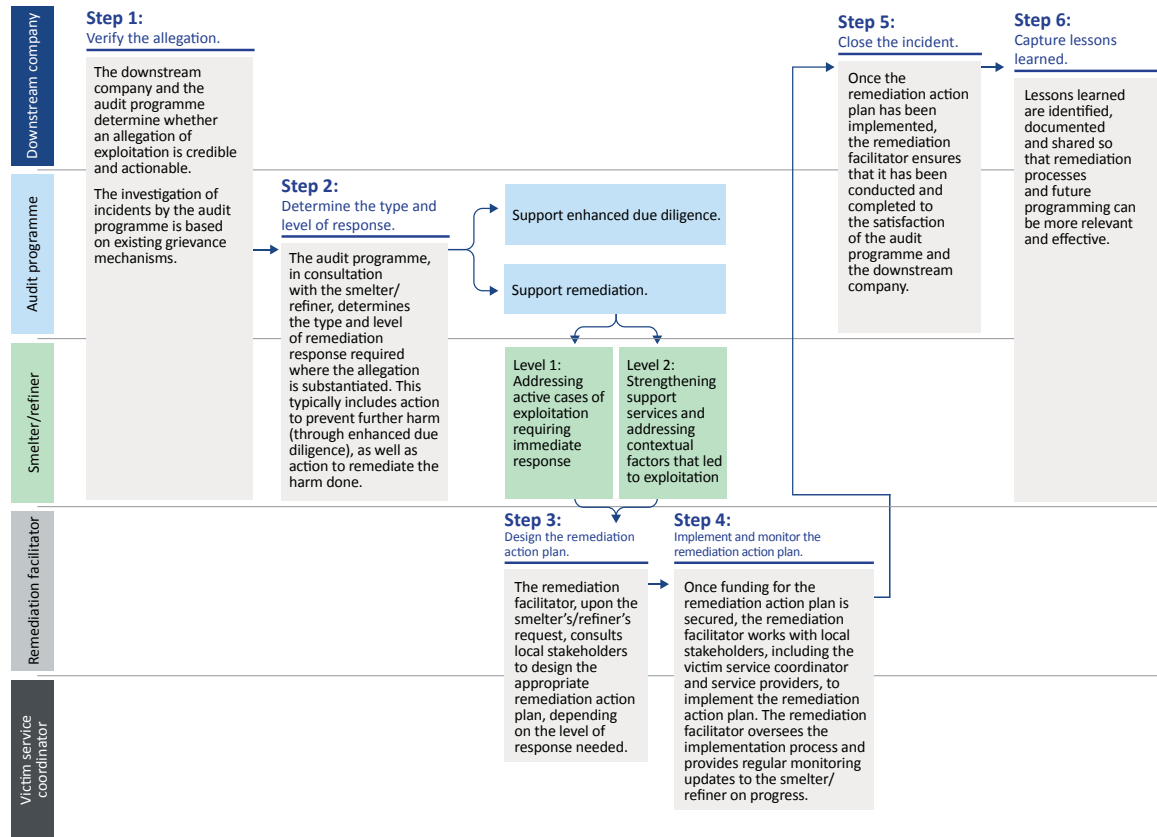 Downstream company
Step 1:
Verify the allegation.
The downstream
company and the
audit programme
determine whether
an allegation of
exploitation is credible
and actionable.
The investigation of
incidents by the audit
programme is based
on existing grievance
mechanisms.
Audit programme
Step 2:
Determine the type and
level of response.
The audit programme,
in consultation
with the smelter/
refiner, determines
the type and level
of remediation
response required
where the allegation
is substantiated. This
typically includes action
to prevent further harm
(through enhanced due
diligence), as well as
action to remediate the
harm done.
Support enhanced due diligence.
Support remediation.
Smelter/refiner
Level 1:
Addressing
active cases of
exploitation
requiring
immediate
response
Level 2:
Strengthening
support
services and
addressing
contextual
factors that led
to exploitation
Remediation facilitator
Step 3:
Design the remediation
action plan.
The remediation
facilitator, upon the
smelter’s/refiner’s
request, consults
local stakeholders
to design the
appropriate
remediation action
plan, depending
on the level of
response needed.
Step 4:
Implement and monitor the
remediation action plan.
Once funding for the
remediation action plan is
secured, the remediation
facilitator works with local
stakeholders, including the
victim service coordinator
and service providers, to
implement the remediation
action plan. The remediation
facilitator oversees the
implementation process and
provides regular monitoring
updates to the smelter/
refiner on progress.
Victim service
coordinator
Step 5:
Close the incident.
Once the
remediation action
plan has been
implemented,
the remediation
facilitator ensures
that it has been
conducted and
completed to
the satisfaction
of the audit
programme and
the downstream
company.
Step 6:
Capture lessons
learned.
Lessons learned
are identified,
documented
and shared so
that remediation
processes
and future
programming can
be more relevant
and effective.